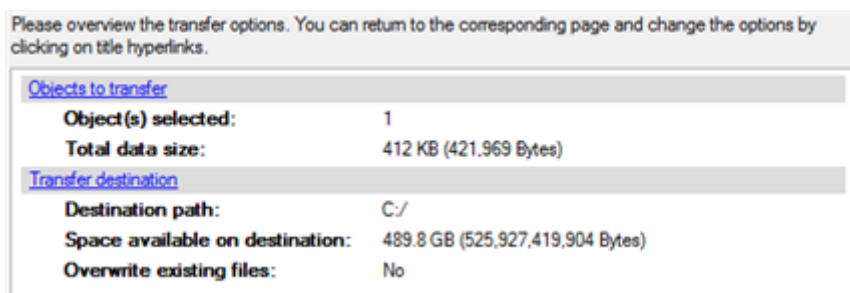 Please overview the transfer options. You can return to the corresponding page and change the options by
clicking on title hyperlinks.
Objects to transfer
Object(s) selected: 1
Total data size: 412 KB (421,969 Bytes)
Transfer destination
Destination path: C:/
Space available on destination: 489.8 GB (525,927,419,904 Bytes)
Overwrite existing files: No